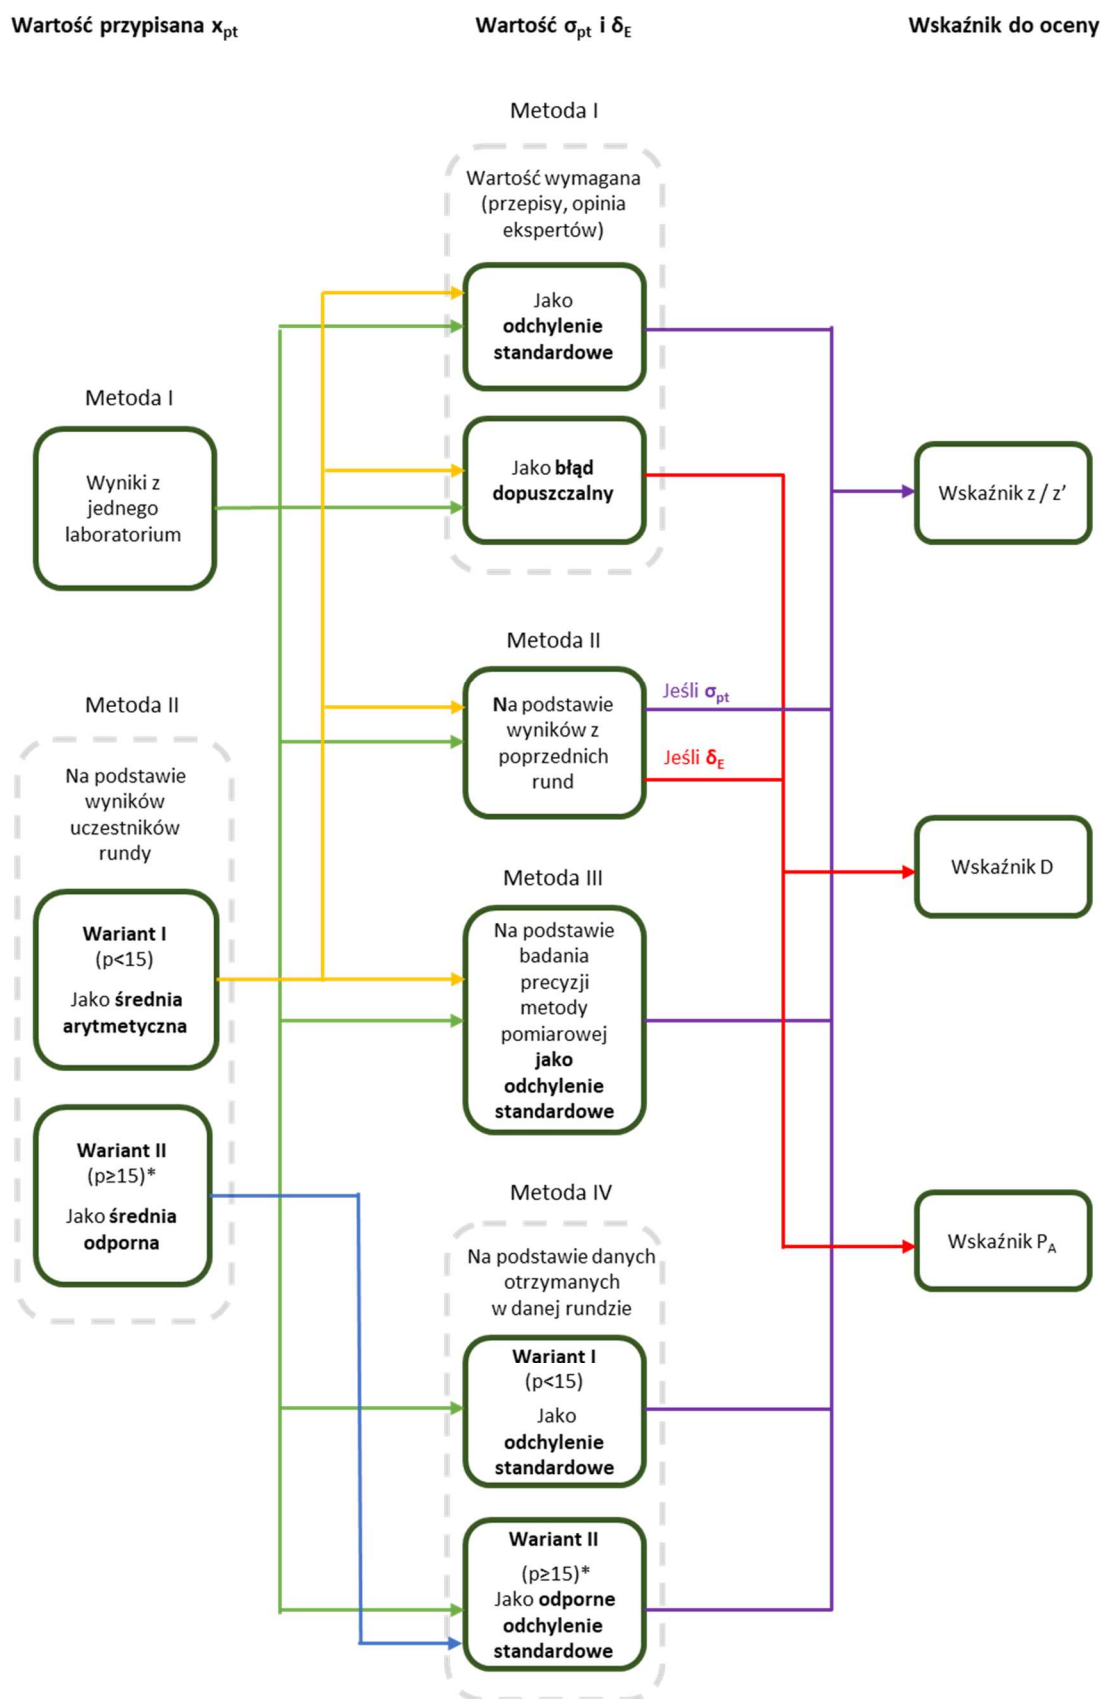 Wartość przypisana xpt
Wartość σpt i δE
Wskaźnik do oceny
Metoda I
Wyniki z
jednego
laboratorium
Metoda II
Na podstawie
wyników
uczestników
rundy
Wariant I
(p<15)
Jako średnia
arytmetyczna
Wariant II
(p≥15)*
Jako średnia
odporna
Metoda I
Wartość wymagana
(przepisy, opinia
ekspertów)
Jako
odchylenie
standardowe
Jako błąd
dopuszczalny
Metoda II
Na podstawie
wyników z
poprzednich
rund
Jeśli σpt
Jeśli δE
Metoda III
Na podstawie
badania
precyzji
metody
pomiarowej
jako
odchylenie
standardowe
Metoda IV
Na podstawie danych
otrzymanych
w danej rundzie
Wariant I
(p<15)
Jako
odchylenie
standardowe
Wariant II
(p≥15)*
Jako odporne
odchylenie
standardowe
Wskaźnik z / z’
Wskaźnik D
Wskaźnik PA